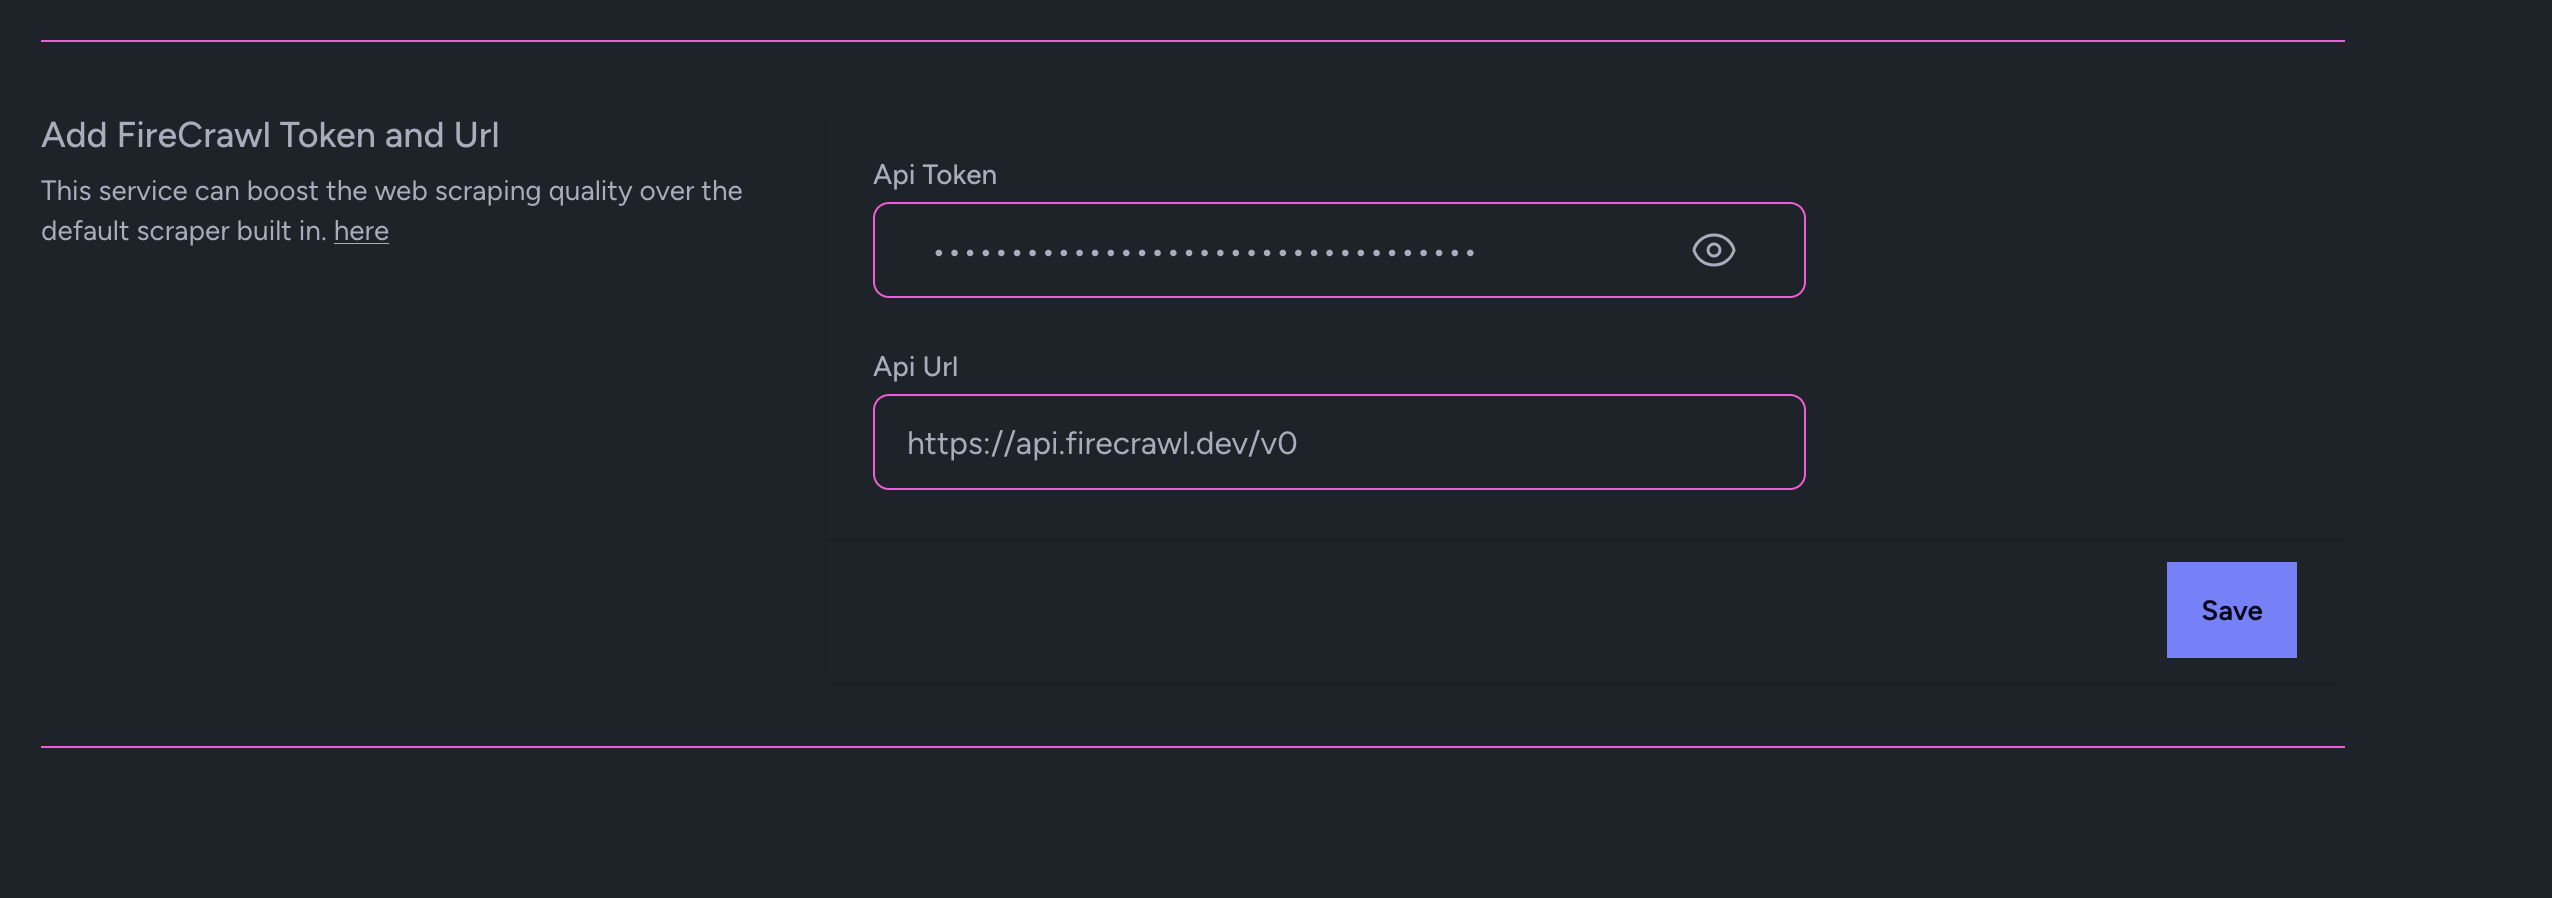 Add FireCrawl Token and Url
This service can boost the web scraping quality over the
default scraper built in. here
Api Token
•••••••••••••••••••••••••••••••••••
Api Url
https://api.firecrawl.dev/v0
Save